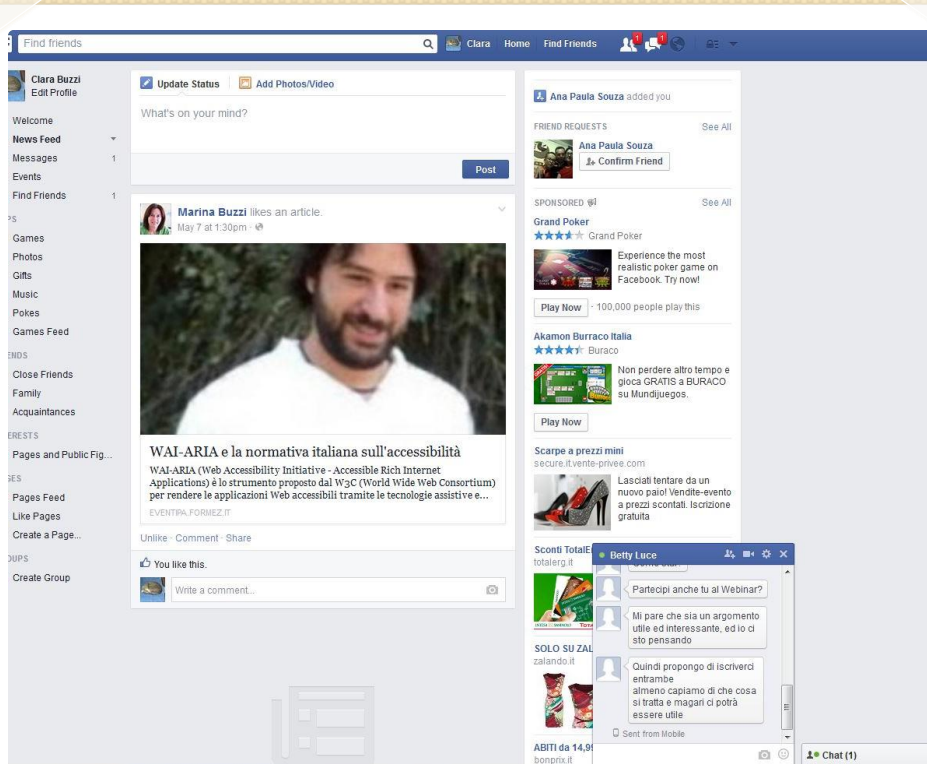 Find friends
Clara Home Find Friends 1 1
Clara Buzzi
Edit Profile
Welcome
News Feed
Messages 1
Events
Find Friends 1
Games
Photos
Gifts
Music
Pokes
Games Feed
Close Friends
Family
Acquaintances
Pages and Public Fig...
Pages Feed
Like Pages
Create a Page...
Create Group
Update Status Add Photos/Video
What's on your mind?
Post
Marina Buzzi likes an article.
May 7 at 1:30pm ·
WAI-ARIA e la normativa italiana sull'accessibilità
WAI-ARIA (Web Accessibility Initiative - Accessible Rich Internet
Applications) è lo strumento proposto dal W3C (World Wide Web Consortium)
per rendere le applicazioni Web accessibili tramite le tecnologie assistive e...
EVENTIPA.FORMEZ.IT
Unlike · Comment · Share
You like this.
Write a comment...
Ana Paula Souza added you
FRIEND REQUESTS See All
Ana Paula Souza
Confirm Friend
SPONSORED See All
Grand Poker
Grand Poker
Experience the most
realistic poker game on
Facebook. Try now!
Play Now · 100,000 people play this
Akamon Burraco Italia
Buraco
Non perdere altro tempo e
gioca GRATIS a BURACO
su Mundijuegos.
Play Now
Scarpe a prezzi mini
secure.it.vente-privee.com
Lasciati tentare da un
nuovo paio! Vendite-evento
a prezzi scontati. Iscrizione
gratuita
Sconti TotalE
totalerg.it
SOLO SU ZAL
zalando.it
ABITI da 14,99
bonprix.it
Betty Luce
Partecipi anche tu al Webinar?
Mi pare che sia un argomento
utile ed interessante, ed io ci
sto pensando
Quindi propongo di iscriverci
entrambe
almeno capiamo di che cosa
si tratta e magari ci potrà
essere utile
Sent from Mobile
Chat (1)